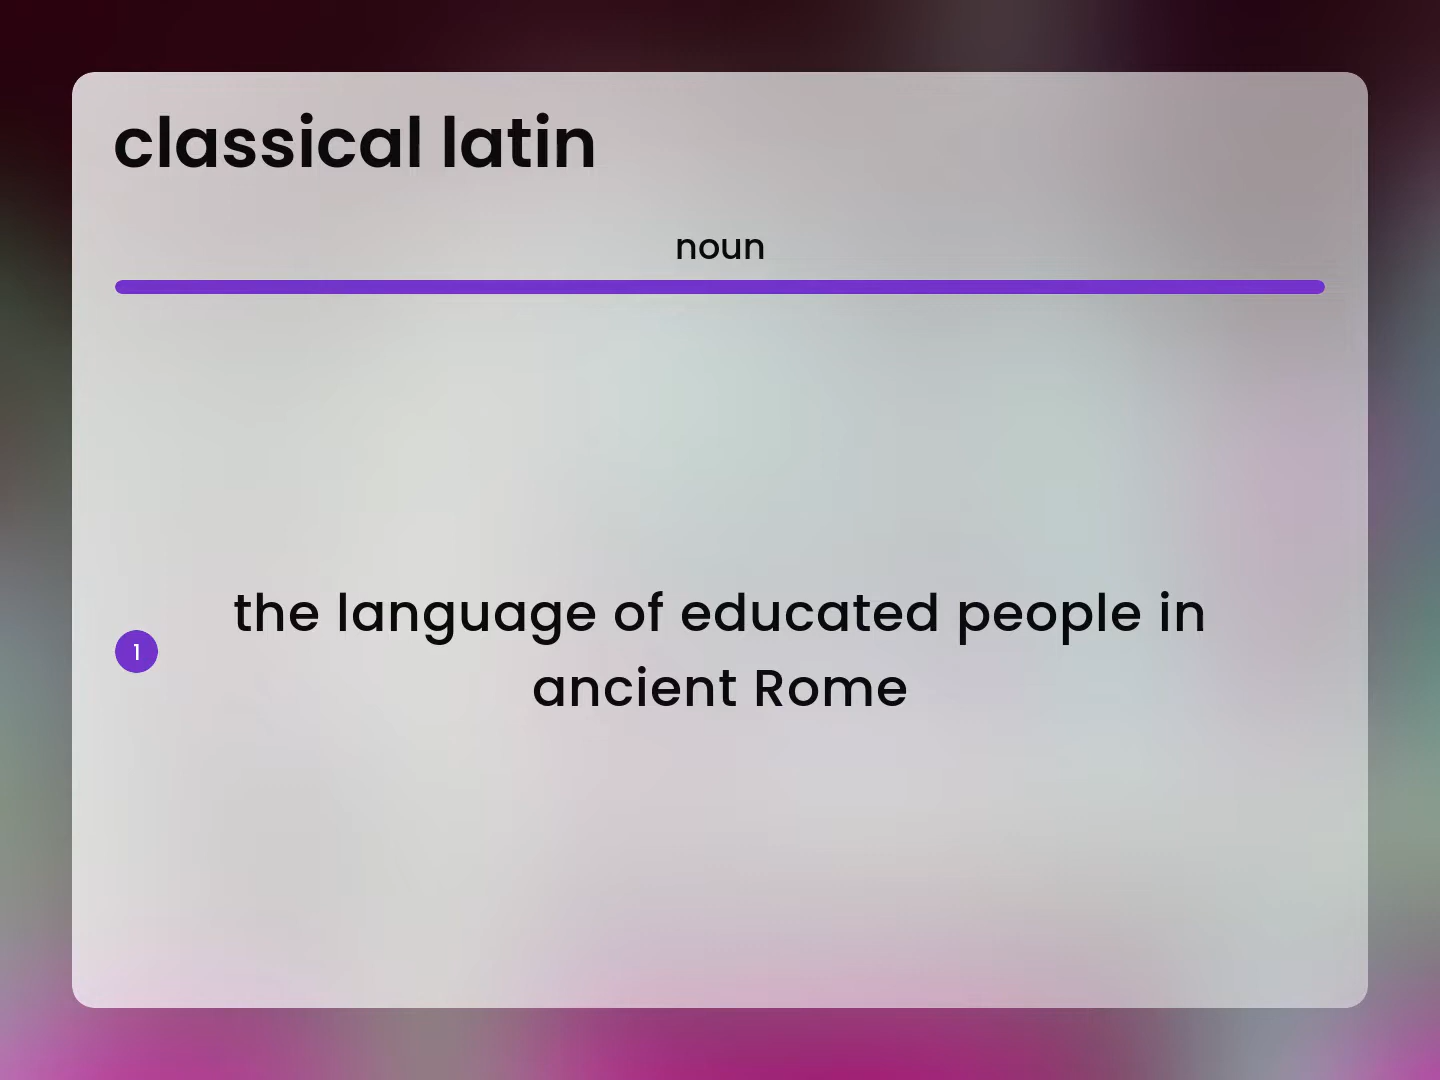 classical latin
noun
1
the language of educated people in
ancient Rome